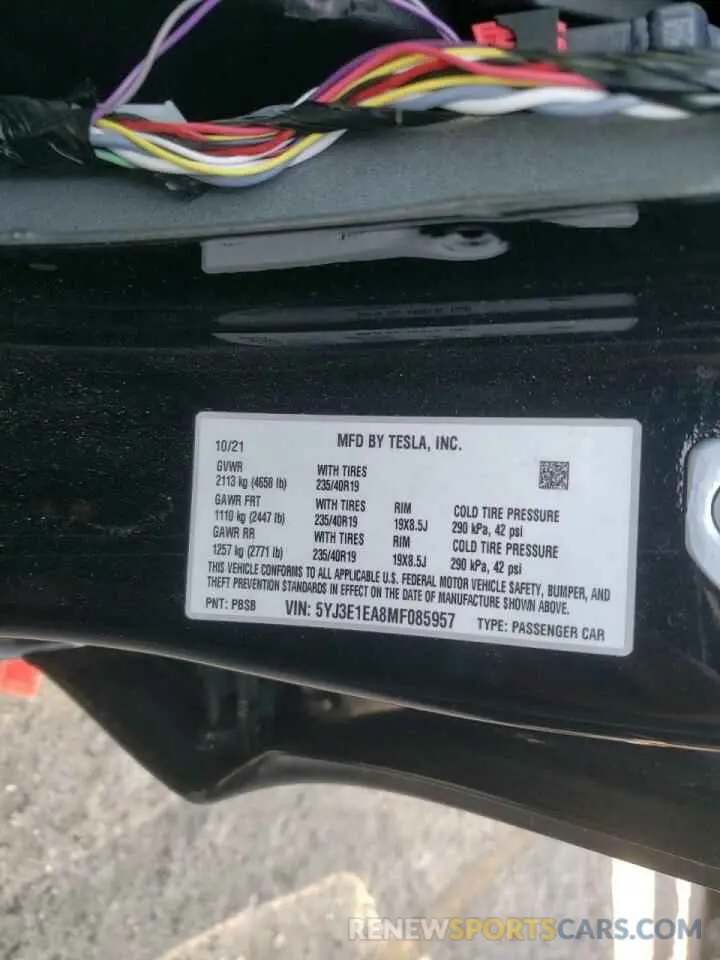 10/21 MFD BY TESLA, INC.
GVWR WITH TIRES
2113 kg (4658 lb) 235/40R19
GAWR FRT WITH TIRES RIM COLD TIRE PRESSURE
1110 kg (2447 lb) 235/40R19 19X8.5J 290 kPa, 42 psi
GAWR RR WITH TIRES RIM COLD TIRE PRESSURE
1257 kg (2771 lb) 235/40R19 19X8.5J 290 kPa, 42 psi
THIS VEHICLE CONFORMS TO ALL APPLICABLE U.S. FEDERAL MOTOR VEHICLE SAFETY, BUMPER, AND
THEFT PREVENTION STANDARDS IN EFFECT ON THE DATE OF MANUFACTURE SHOWN ABOVE.
PNT: PBSB VIN: 5YJ3E1EA8MF085957 TYPE: PASSENGER CAR
RENEWSPORTSCARS.COM